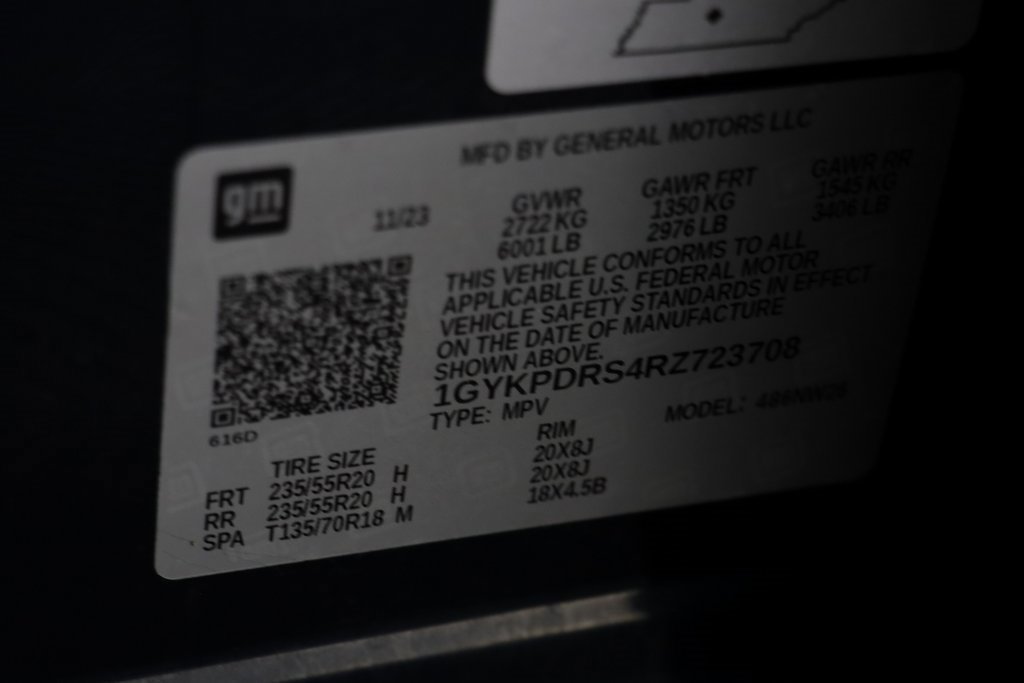 MFD BY GENERAL MOTORS LLC
gm
11/23
GVWR
2722 KG
6001 LB
GAWR FRT
1350 KG
2976 LB
GAWR RR
1545 KG
3406 LB
THIS VEHICLE CONFORMS TO ALL
APPLICABLE U.S. FEDERAL MOTOR
VEHICLE SAFETY STANDARDS IN EFFECT
ON THE DATE OF MANUFACTURE
SHOWN ABOVE.
1GYKPDRS4RZ723708
TYPE: MPV MODEL:
616D
TIRE SIZE RIM
FRT 235/55R20 H 20X8J
RR 235/55R20 H 20X8J
SPA T135/70R18 M 18X4.5B